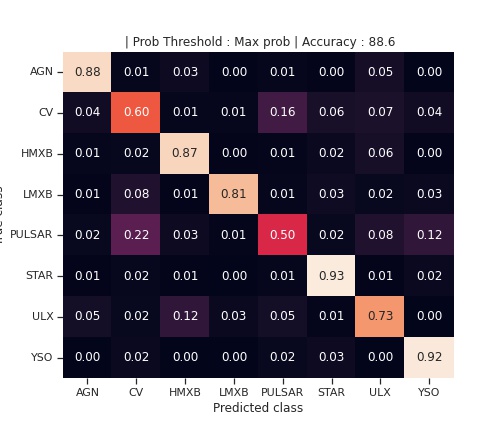 | Prob Threshold : Max prob | Accuracy : 88.6
AGN 0.88 0.01 0.03 0.00 0.01 0.00 0.05 0.00
CV 0.04 0.60 0.01 0.01 0.16 0.06 0.07 0.04
HMXB 0.01 0.02 0.87 0.00 0.01 0.02 0.06 0.00
LMXB 0.01 0.08 0.01 0.81 0.01 0.03 0.02 0.03
PULSAR 0.02 0.22 0.03 0.01 0.50 0.02 0.08 0.12
STAR 0.01 0.02 0.01 0.00 0.01 0.93 0.01 0.02
ULX 0.05 0.02 0.12 0.03 0.05 0.01 0.73 0.00
YSO 0.00 0.02 0.00 0.00 0.02 0.03 0.00 0.92
AGN CV HMXB LMXB PULSAR STAR ULX YSO
Predicted class